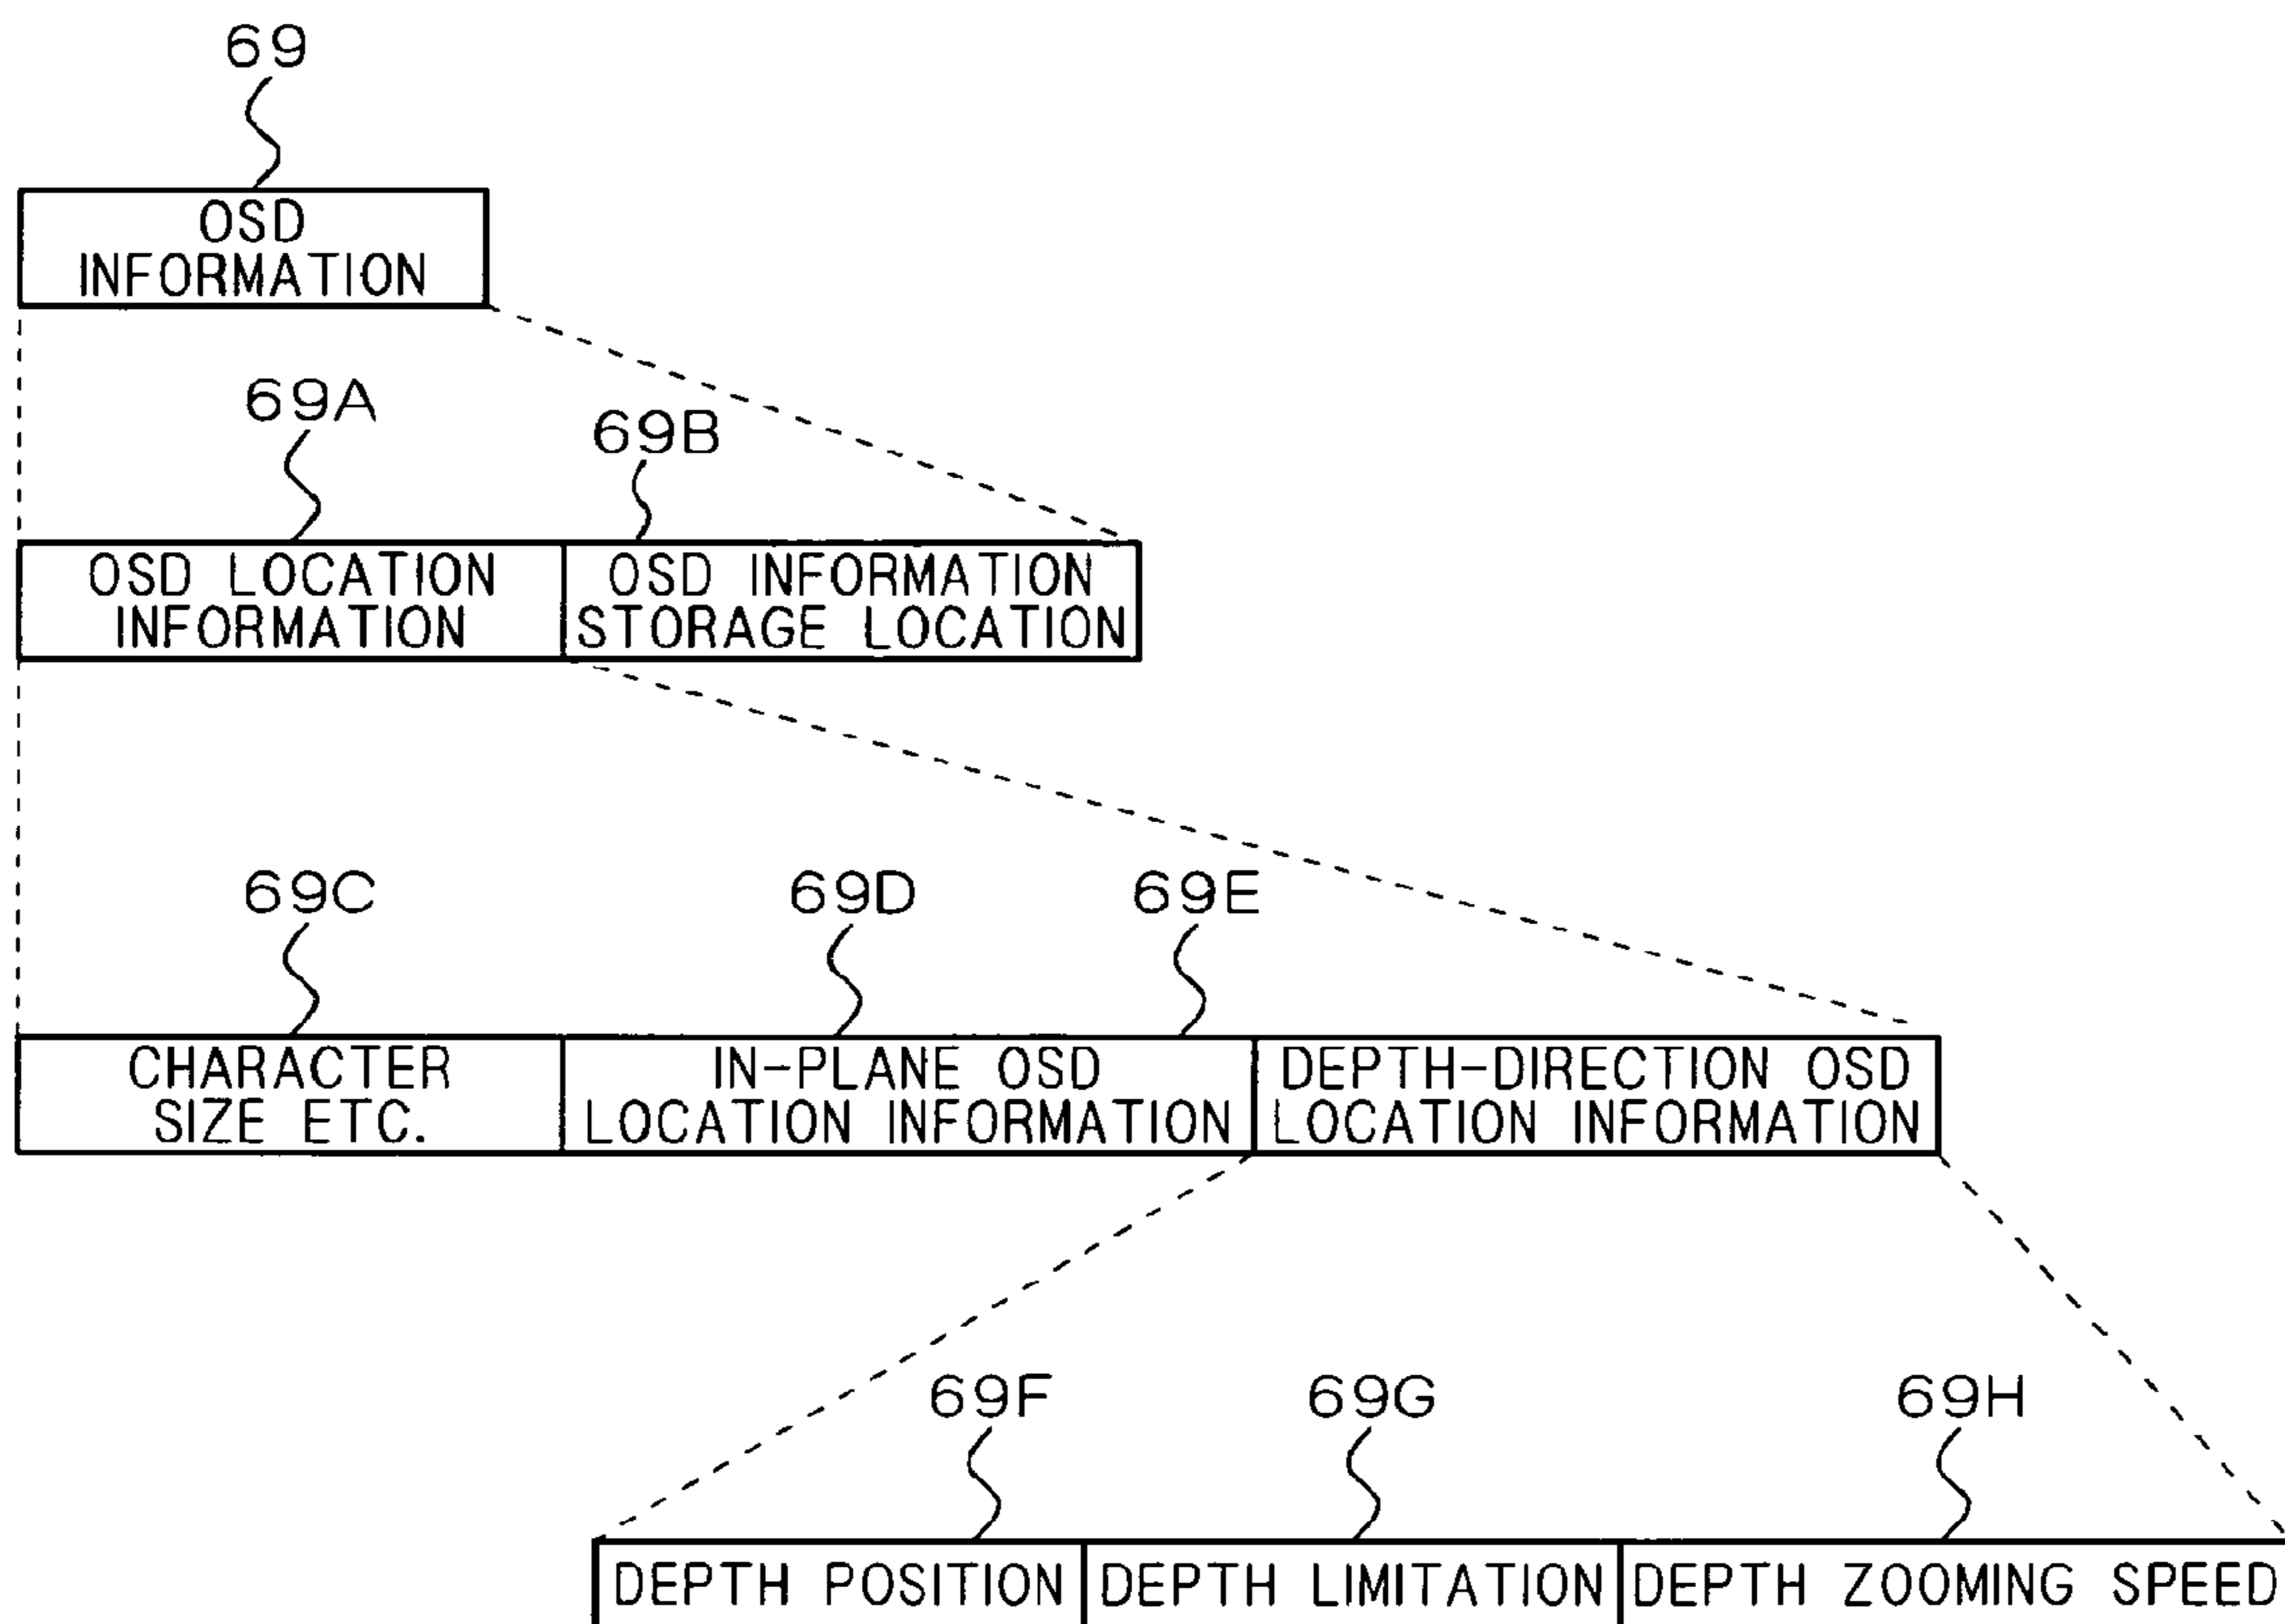 69
OSD
INFORMATION
69A
69B
OSD LOCATION
INFORMATION
OSD INFORMATION
STORAGE LOCATION
69C
69D
69E
CHARACTER
SIZE ETC.
IN-PLANE OSD
LOCATION INFORMATION
DEPTH-DIRECTION OSD
LOCATION INFORMATION
69F
69G
69H
DEPTH POSITION
DEPTH LIMITATION
DEPTH ZOOMING SPEED